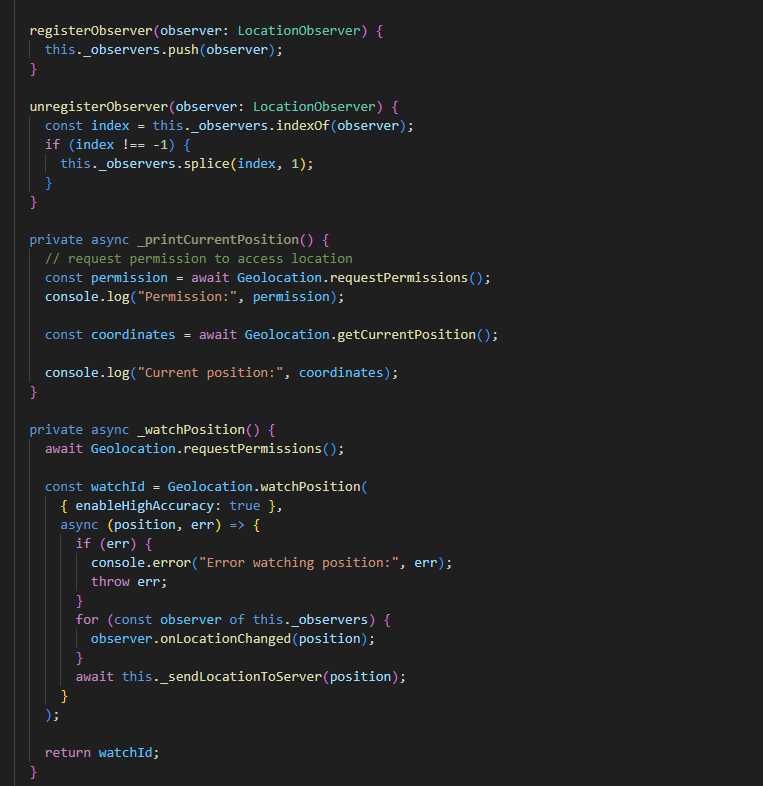 registerObserver(observer: LocationObserver) {
this._observers.push(observer);
}
unregisterObserver(observer: LocationObserver) {
const index = this._observers.indexOf(observer);
if (index !== -1) {
this._observers.splice(index, 1);
}
}
private async _printCurrentPosition() {
// request permission to access location
const permission = await Geolocation.requestPermissions();
console.log("Permission:", permission);
const coordinates = await Geolocation.getCurrentPosition();
console.log("Current position:", coordinates);
}
private async _watchPosition() {
await Geolocation.requestPermissions();
const watchId = Geolocation.watchPosition(
{ enableHighAccuracy: true },
async (position, err) => {
if (err) {
console.error("Error watching position:", err);
throw err;
}
for (const observer of this._observers) {
observer.onLocationChanged(position);
}
await this._sendLocationToServer(position);
}
);
return watchId;
}